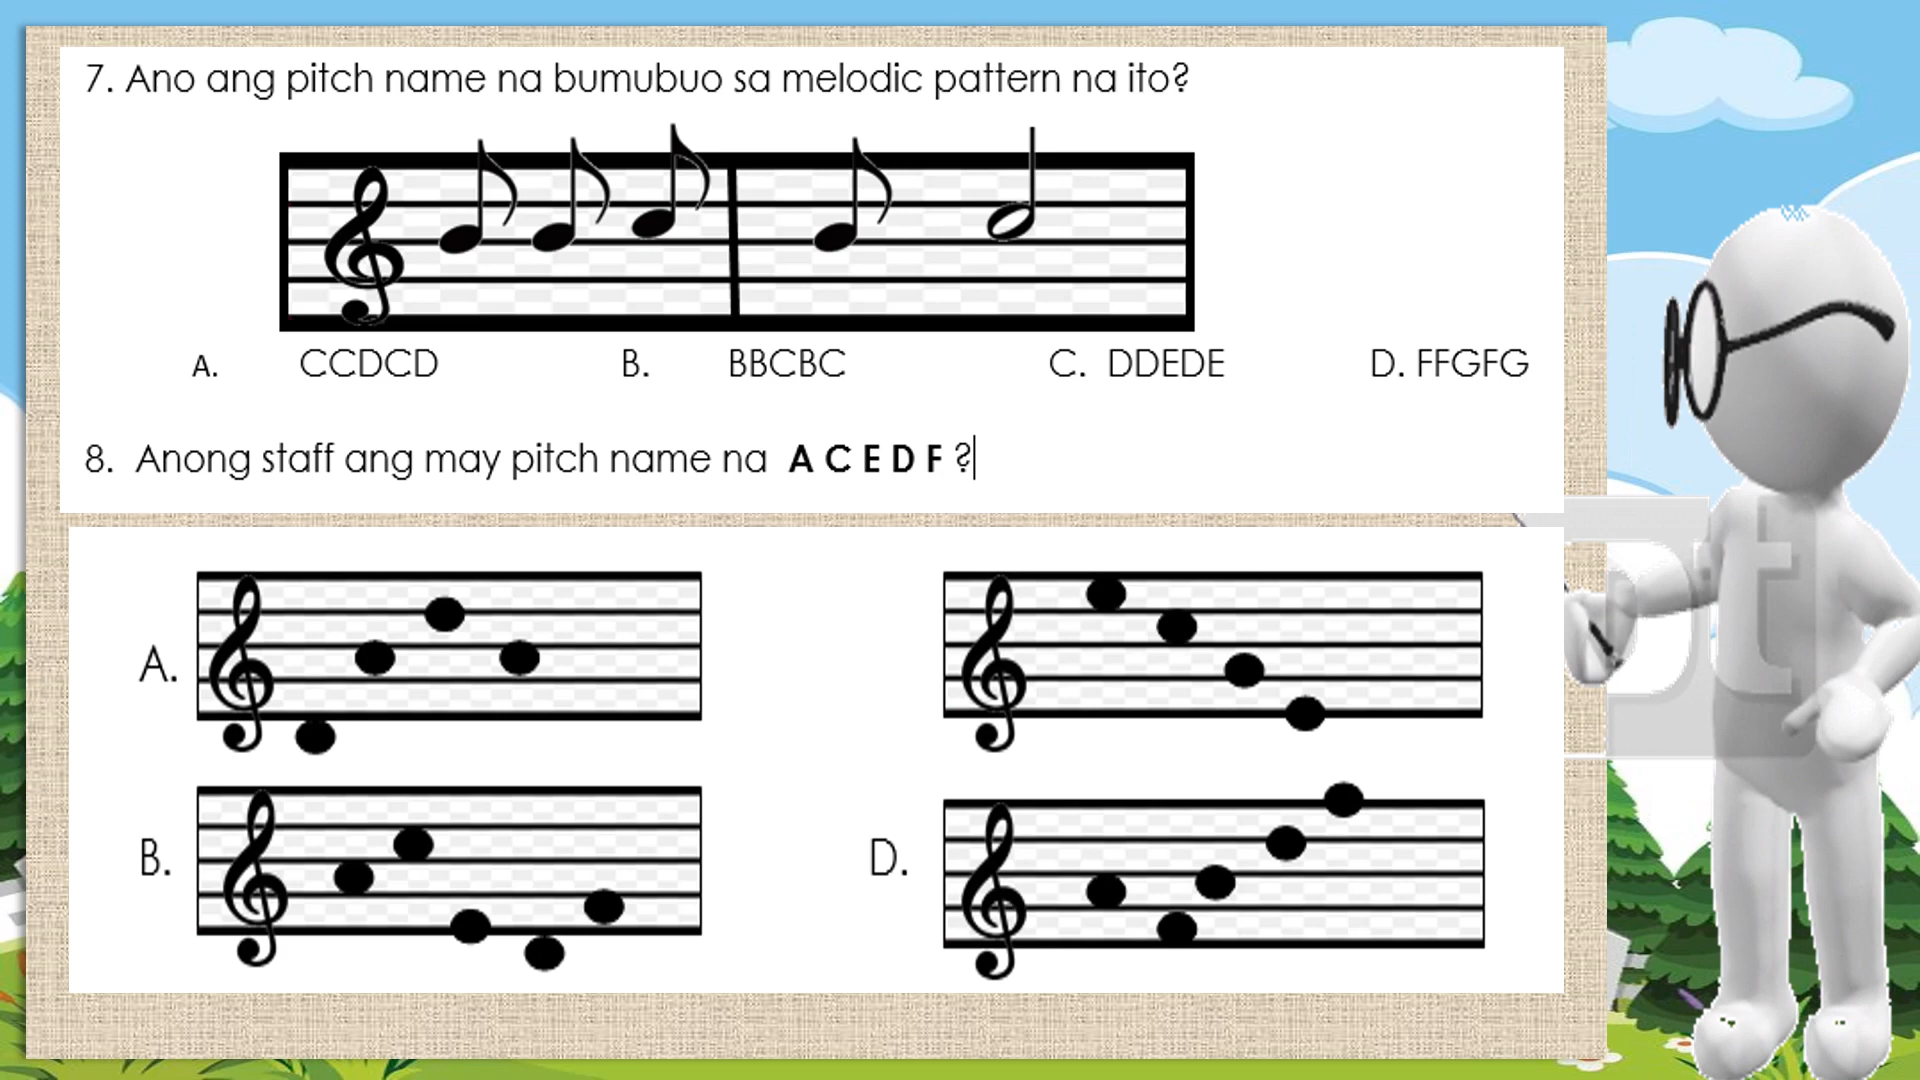 7. Ano ang pitch name na bumubuo sa melodic pattern na ito?
A. CCDCD B. BBCBC C. DDEDE D. FFGFG
8. Anong staff ang may pitch name na A C E D F ?
A.
B.
D.